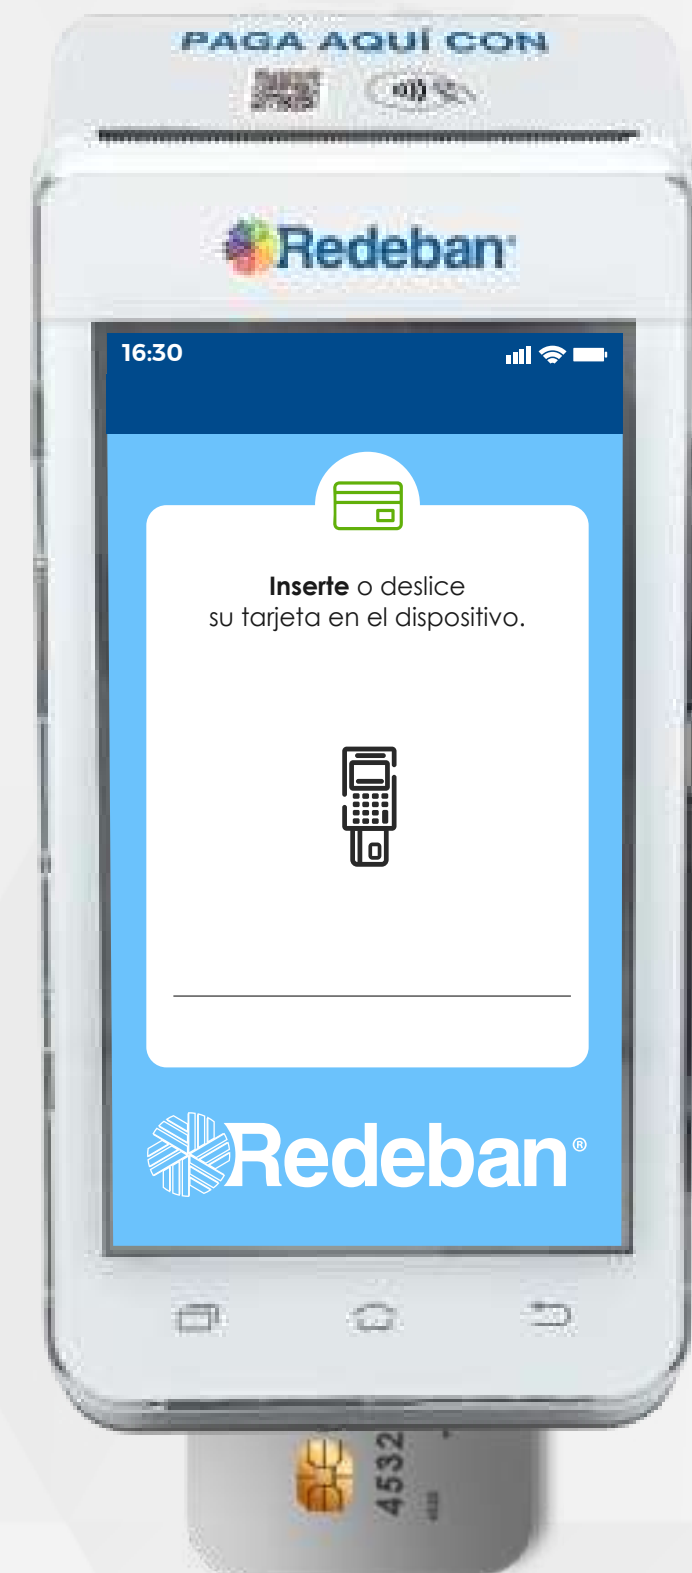 PAGA AQUÍ CON
Redeban
16:30
Inserte o deslice
su tarjeta en el dispositivo.
Redeban®
4532